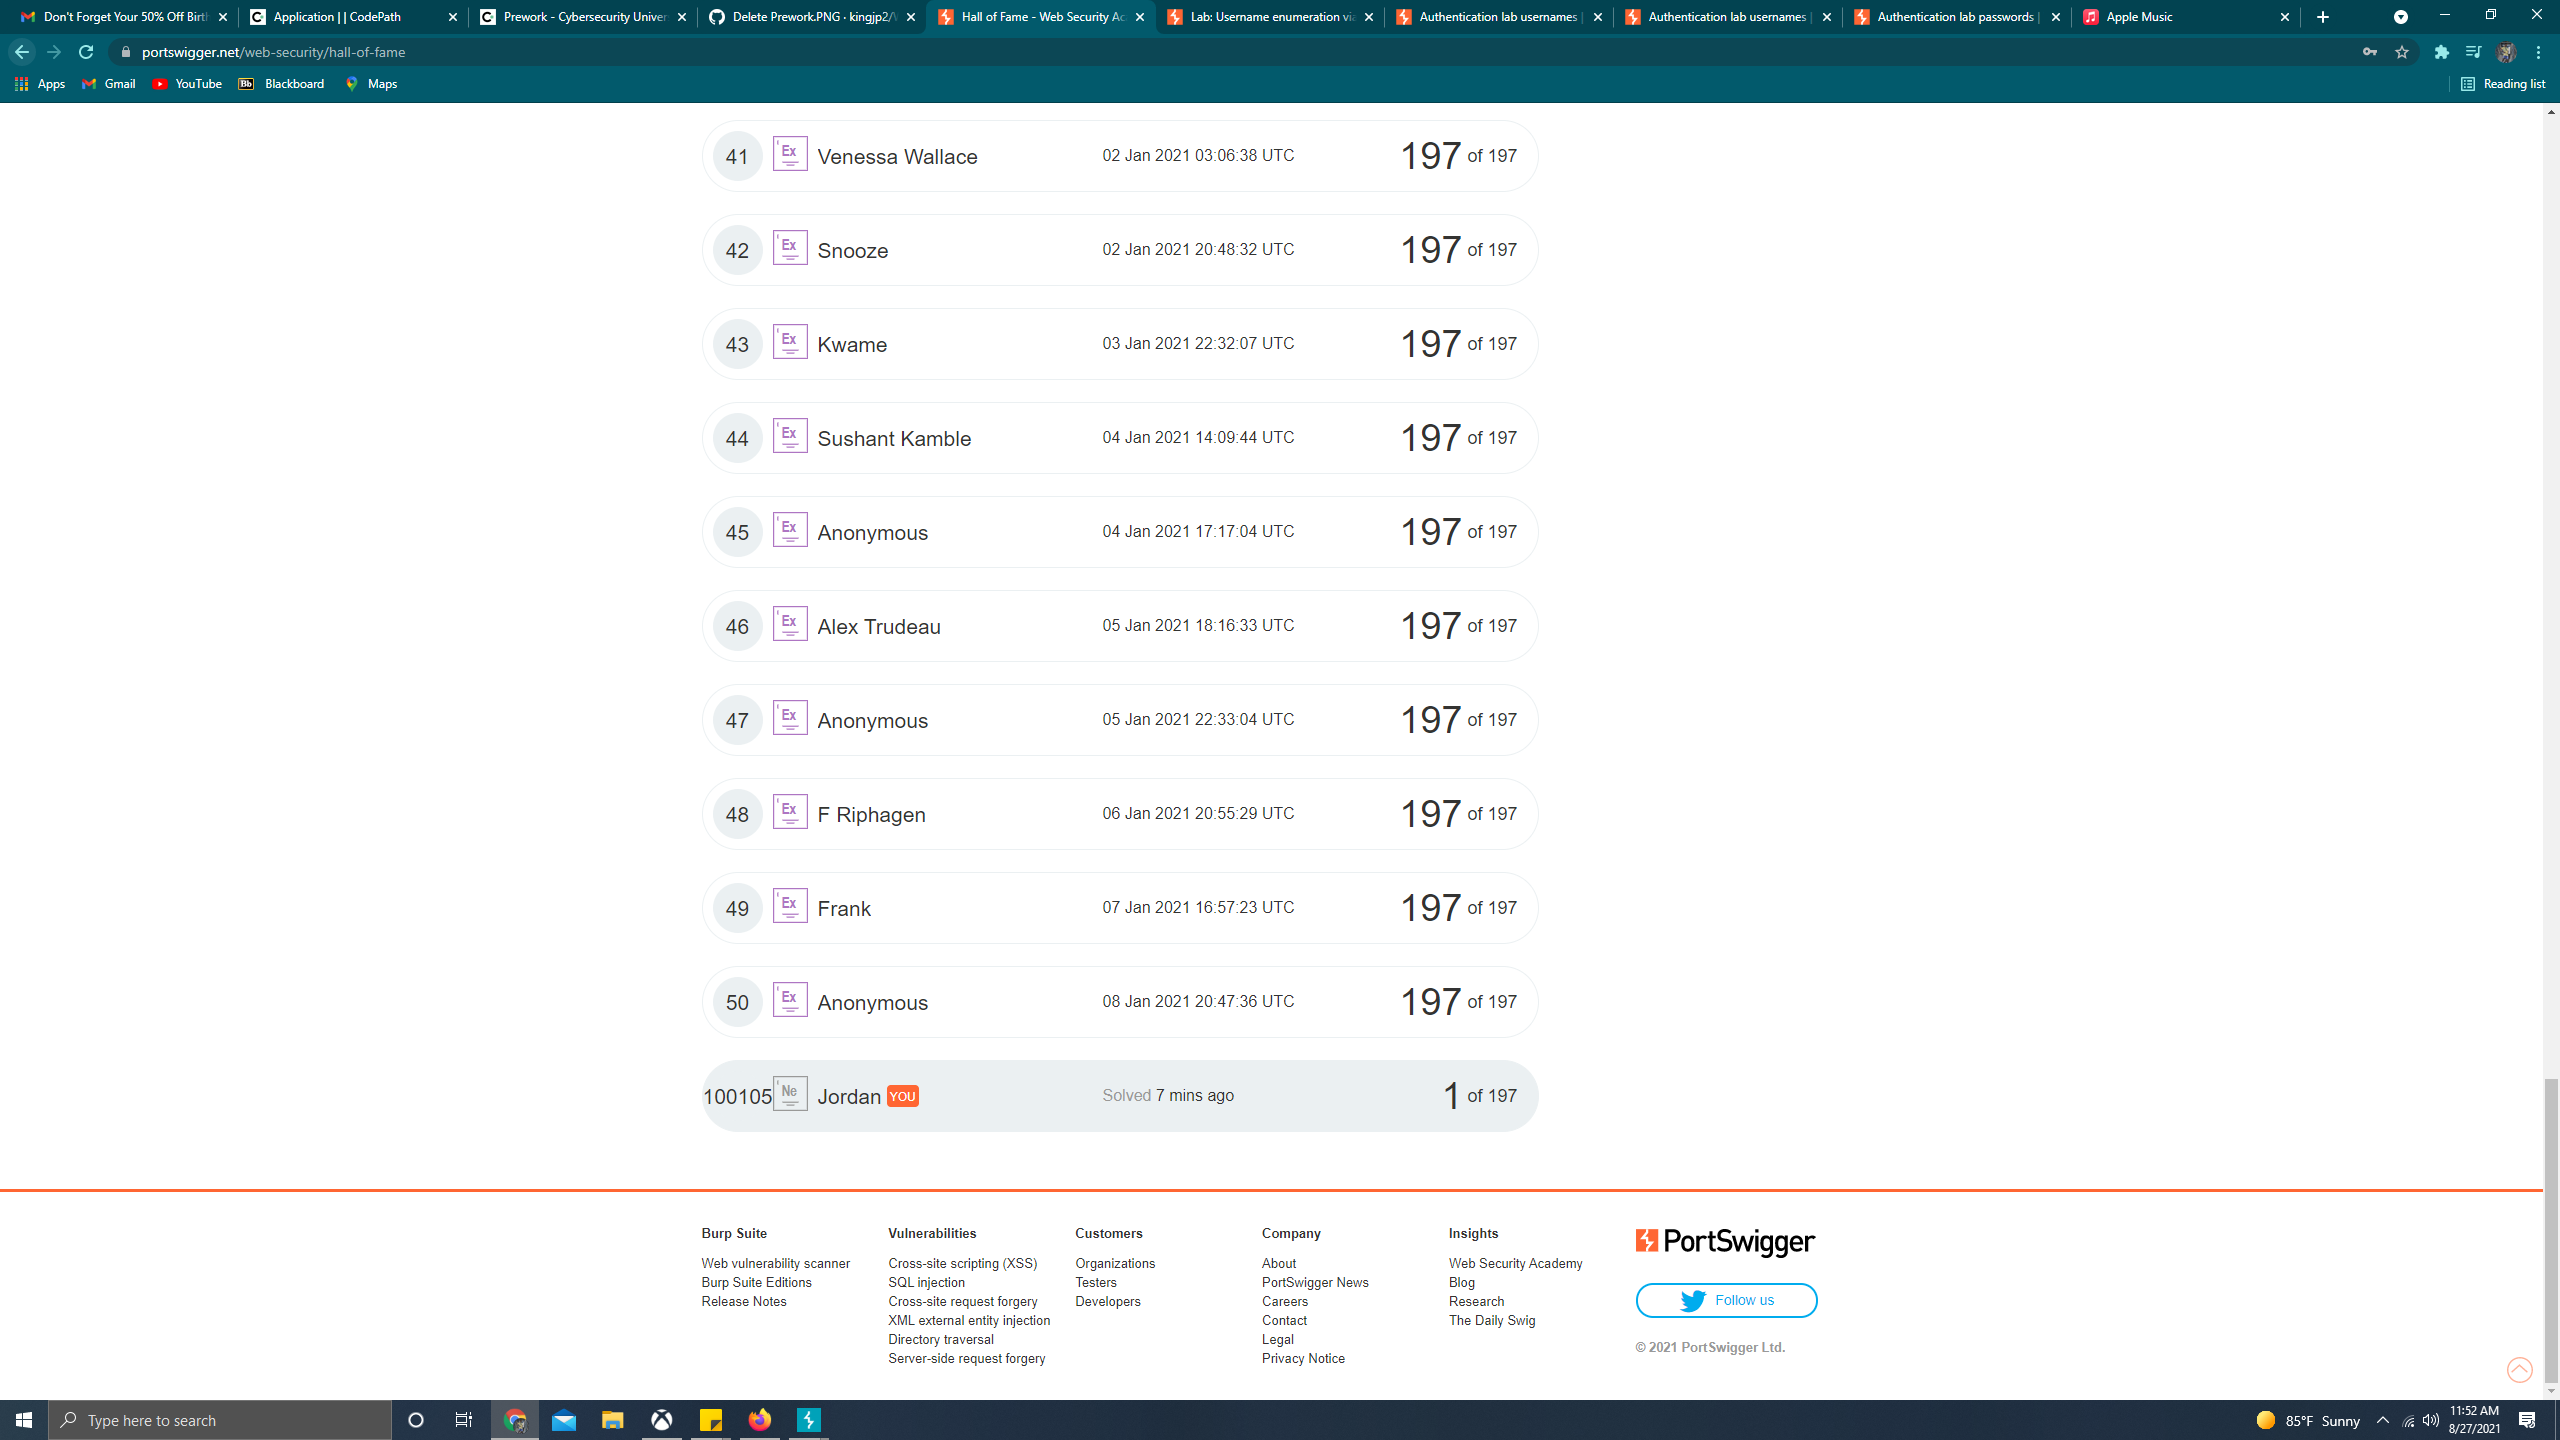 Don't Forget Your 50% Off Birth
Application | | CodePath
Prework - Cybersecurity Univer
Delete Prework.PNG · kingjp2/
Hall of Fame - Web Security Ac
Lab: Username enumeration via
Authentication lab usernames |
Authentication lab usernames |
Authentication lab passwords |
Apple Music
portswigger.net/web-security/hall-of-fame
Apps
Gmail
YouTube
Bb Blackboard
Maps
Reading list
41 Ex Venessa Wallace 02 Jan 2021 03:06:38 UTC 197 of 197
42 Ex Snooze 02 Jan 2021 20:48:32 UTC 197 of 197
43 Ex Kwame 03 Jan 2021 22:32:07 UTC 197 of 197
44 Ex Sushant Kamble 04 Jan 2021 14:09:44 UTC 197 of 197
45 Ex Anonymous 04 Jan 2021 17:17:04 UTC 197 of 197
46 Ex Alex Trudeau 05 Jan 2021 18:16:33 UTC 197 of 197
47 Ex Anonymous 05 Jan 2021 22:33:04 UTC 197 of 197
48 Ex F Riphagen 06 Jan 2021 20:55:29 UTC 197 of 197
49 Ex Frank 07 Jan 2021 16:57:23 UTC 197 of 197
50 Ex Anonymous 08 Jan 2021 20:47:36 UTC 197 of 197
100105 Ne Jordan YOU Solved 7 mins ago 1 of 197
Burp Suite
Web vulnerability scanner
Burp Suite Editions
Release Notes
Vulnerabilities
Cross-site scripting (XSS)
SQL injection
Cross-site request forgery
XML external entity injection
Directory traversal
Server-side request forgery
Customers
Organizations
Testers
Developers
Company
About
PortSwigger News
Careers
Contact
Legal
Privacy Notice
Insights
Web Security Academy
Blog
Research
The Daily Swig
PortSwigger
Follow us
© 2021 PortSwigger Ltd.
Type here to search
85°F Sunny
11:52 AM
8/27/2021